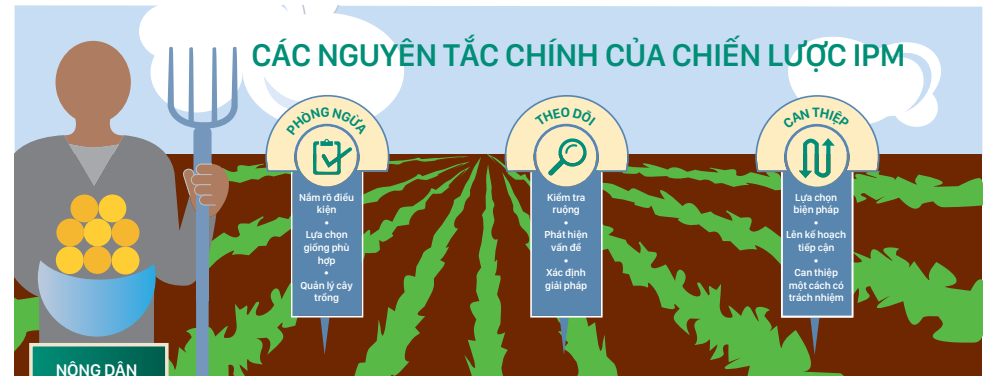 CÁC NGUYÊN TẮC CHÍNH CỦA CHIẾN LƯỢC IPM
PHÒNG NGỪA
Nắm rõ điều
kiện
•
Lựa chọn
giống phù
hợp
•
Quản lý cây
trồng
THEO DÕI
Kiểm tra
ruộng
•
Phát hiện
vấn đề
•
Xác định
giải pháp
CAN THIỆP
Lựa chọn
biện pháp
•
Lên kế hoạch
tiếp cận
•
Can thiệp
một cách có
trách nhiệm
NÔNG DÂN